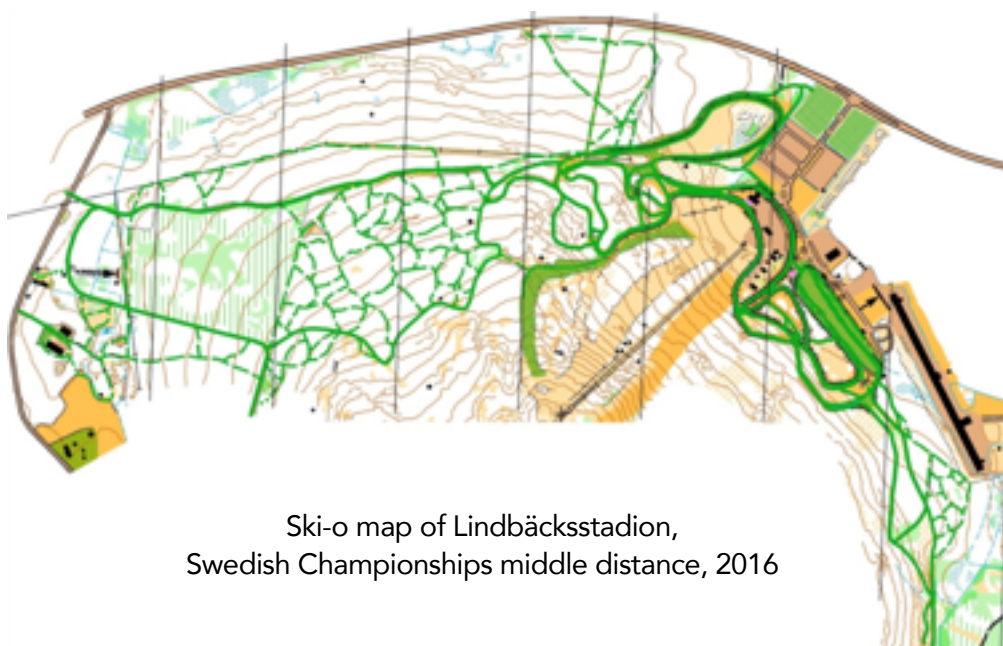 Ski-o map of Lindbäcksstadion,
Swedish Championships middle distance, 2016